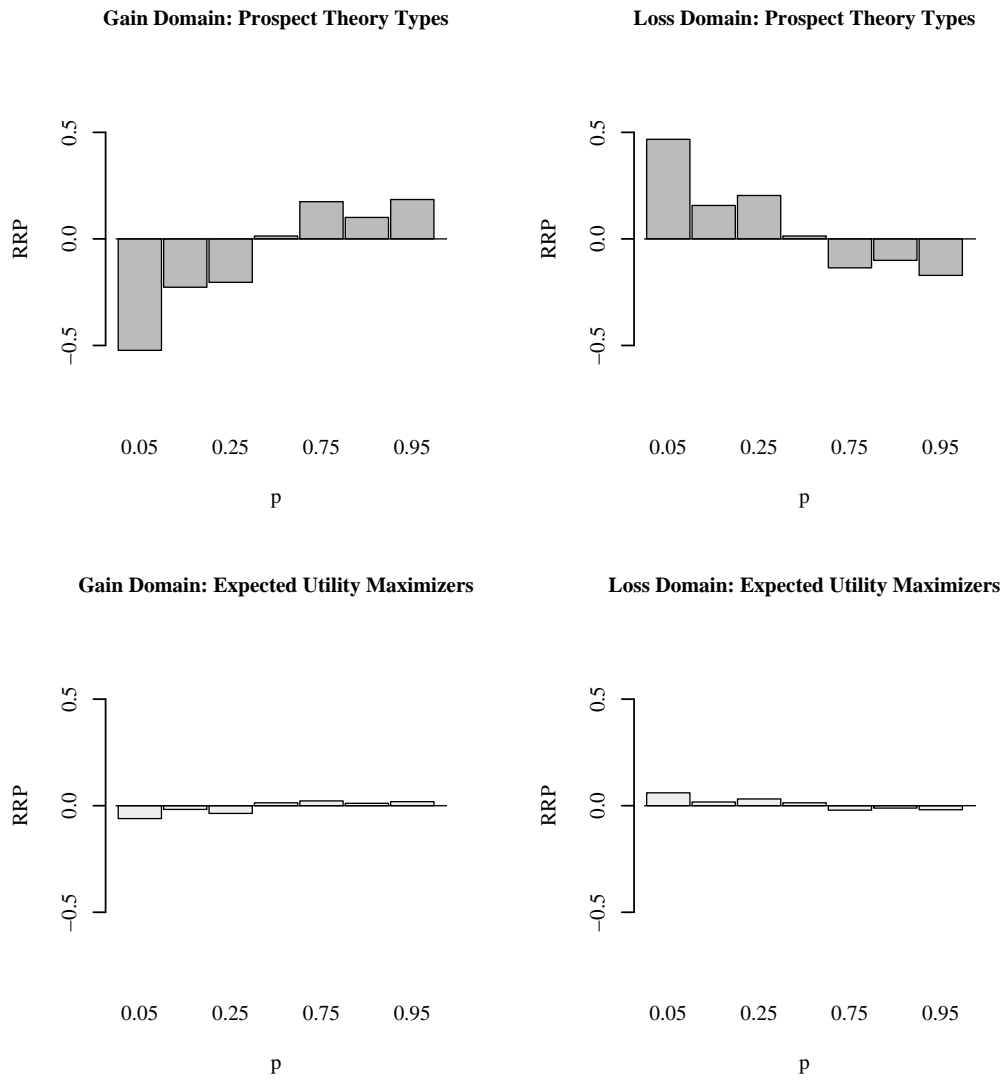 Gain Domain: Prospect Theory Types
0.5
0.0
−0.5
RRP
0.05 0.25 0.75 0.95
p
Loss Domain: Prospect Theory Types
0.5
0.0
−0.5
RRP
0.05 0.25 0.75 0.95
p
Gain Domain: Expected Utility Maximizers
0.5
0.0
−0.5
RRP
0.05 0.25 0.75 0.95
p
Loss Domain: Expected Utility Maximizers
0.5
0.0
−0.5
RRP
0.05 0.25 0.75 0.95
p